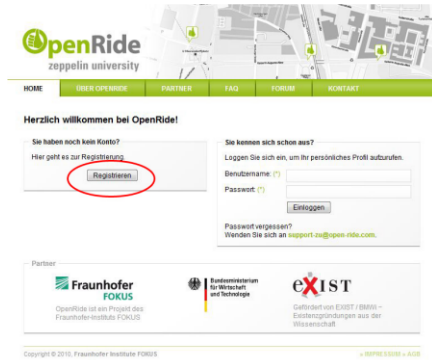 OpenRide
zeppelin university
HOME ÜBER OPENRIDE PARTNER FAQ FORUM KONTAKT
Herzlich willkommen bei OpenRide!
Sie haben noch kein Konto?
Hier geht es zur Registrierung.
Registrieren
Sie kennen sich schon aus?
Loggen Sie sich ein, um Ihr persönliches Profil aufzurufen.
Benutzername: (*)
Passwort: (*)
Einloggen
Passwort vergessen?
Wenden Sie sich an support-zu@open-ride.com.
Partner
Fraunhofer
FOKUS
OpenRide ist ein Projekt des
Fraunhofer-Instituts FOKUS
Bundesministerium
für Wirtschaft
und Technologie
eXIST
Gefördert von EXIST / BMWi –
Existenzgründungen aus der
Wissenschaft.
Copyright © 2010, Fraunhofer Institute FOKUS
» IMPRESSUM » AGB